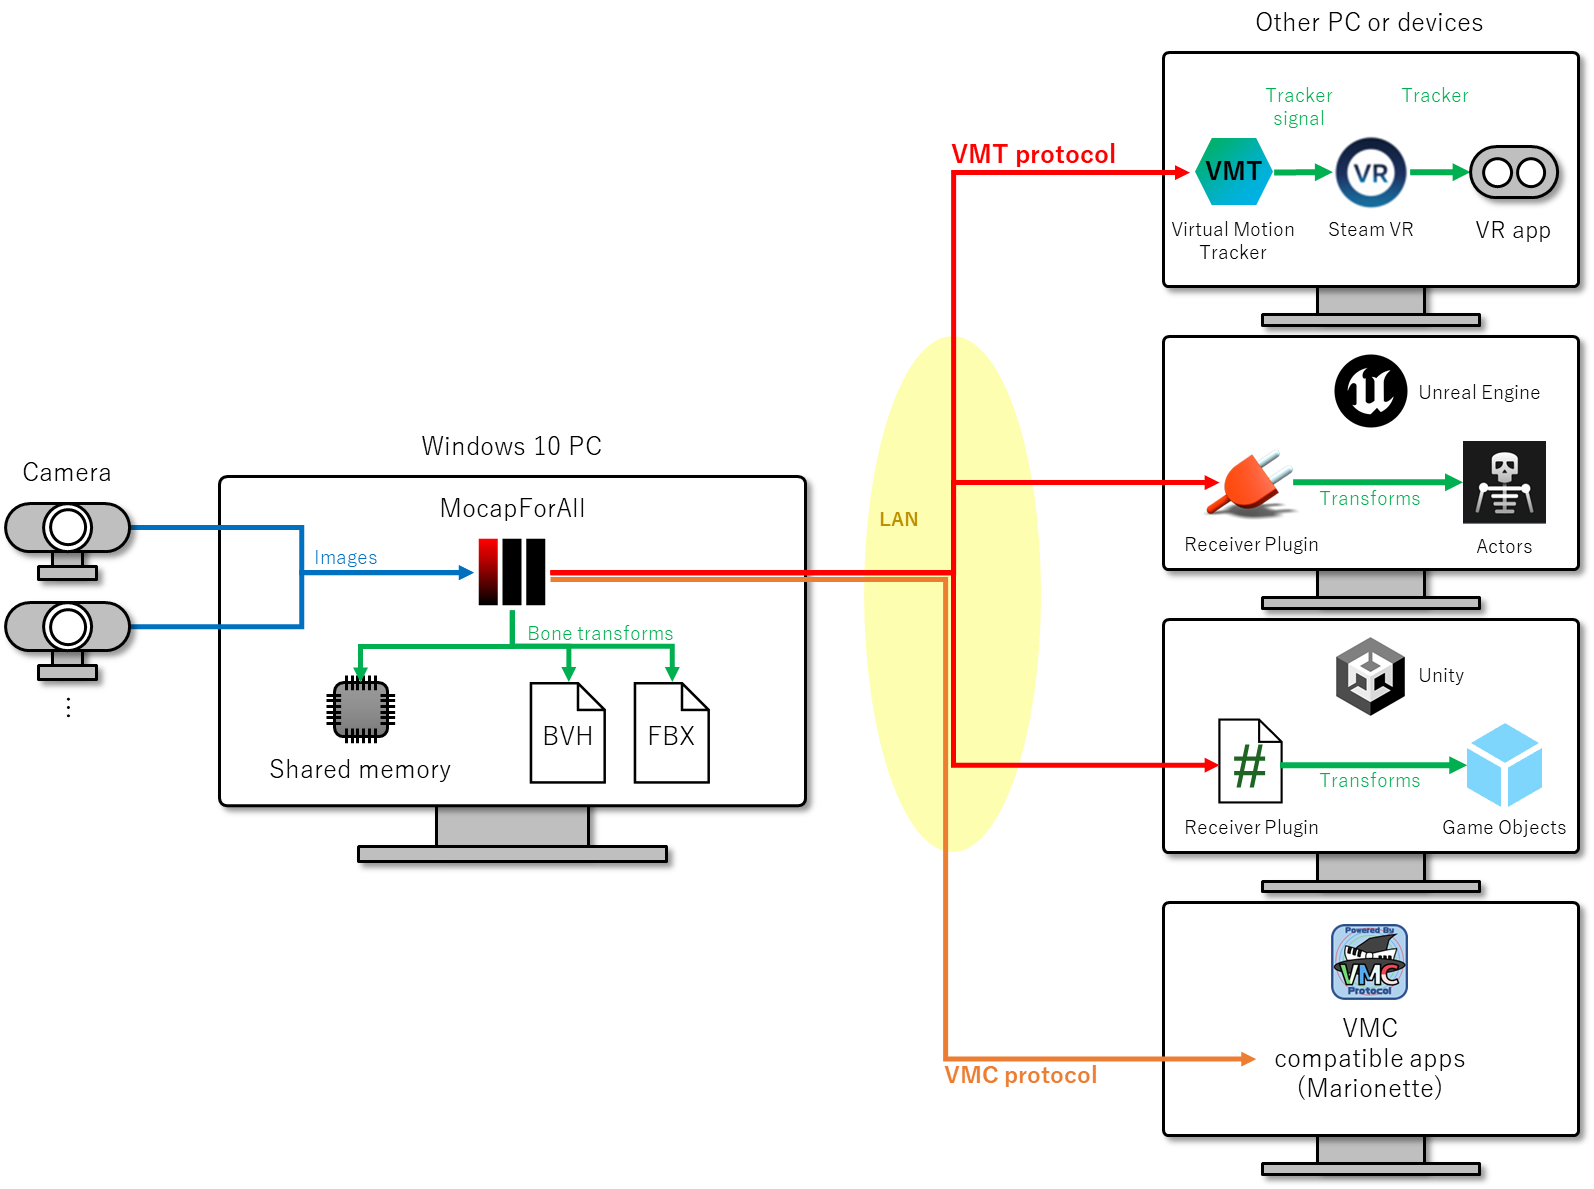 Other PC or devices
Tracker
signal
Tracker
VMT protocol
VMT
VR
Virtual Motion
Tracker
Steam VR
VR app
Unreal Engine
Transforms
Receiver Plugin
Actors
Windows 10 PC
Camera
MocapForAll
LAN
Images
Bone transforms
BVH
FBX
Shared memory
Unity
#
Transforms
Receiver Plugin
Game Objects
Powered By
VMC
Protocol
VMC
compatible apps
(Marionette)
VMC protocol